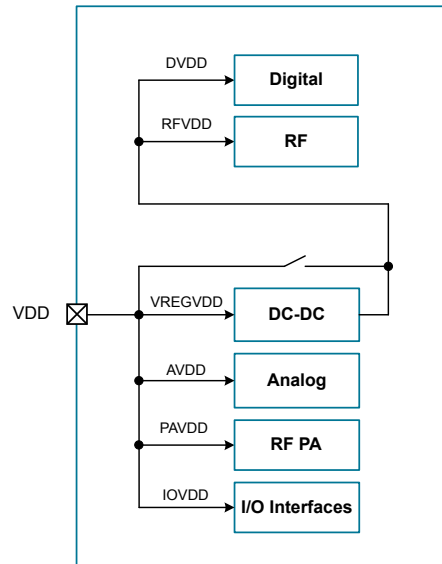 DVDD
Digital
RFVDD
RF
VDD
VREGVDD
DC-DC
AVDD
Analog
PAVDD
RF PA
IOVDD
I/O Interfaces